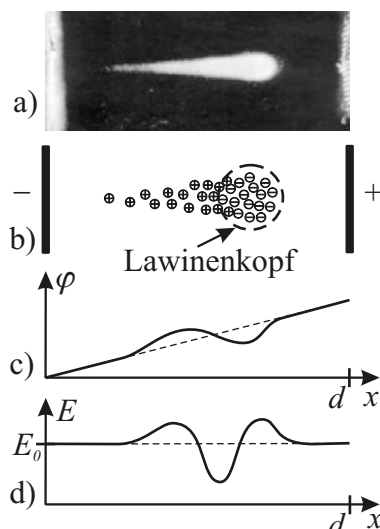 a)
− +
b)
Lawinenkopf
φ
c)
d x
E
E₀
d)
d x